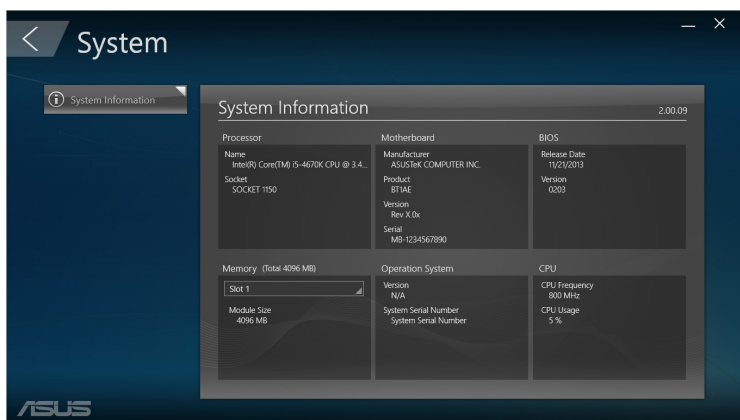 System
System Information
System Information
2.00.09
Processor
Name
Intel(R) Core(TM) i5-4670K CPU @ 3.4...
Socket
SOCKET 1150
Motherboard
Manufacturer
ASUSTeK COMPUTER INC.
Product
BT1AE
Version
Rev X.0x
Serial
MB-1234567890
BIOS
Release Date
11/21/2013
Version
0203
Memory (Total 4096 MB)
Slot 1
Module Size
4096 MB
Operation System
Version
N/A
System Serial Number
System Serial Number
CPU
CPU Frequency
800 MHz
CPU Usage
5 %
ASUS